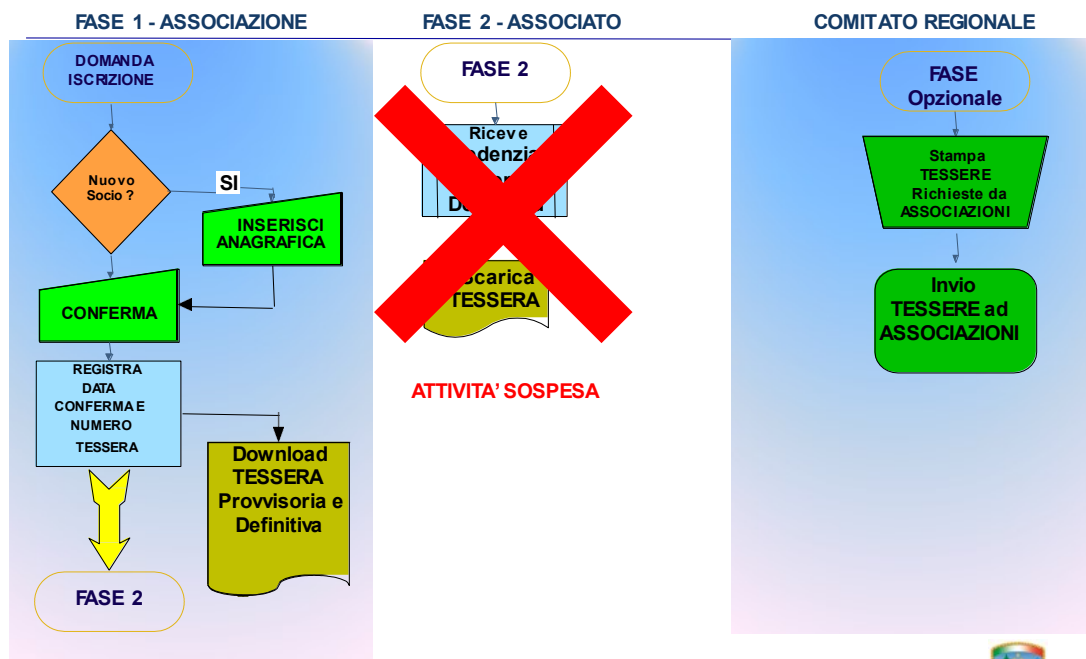 FASE 1 - ASSOCIAZIONE
DOMANDA
ISCRIZIONE
Nuovo
Socio ?
SI
INSERISCI
ANAGRAFICA
CONFERMA
REGISTRA
DATA
CONFERMA E
NUMERO
TESSERA
Download
TESSERA
Provvisoria e
Definitiva
FASE 2
FASE 2 - ASSOCIATO
FASE 2
Riceve
Scarica
TESSERA
ATTIVITA' SOSPESA
COMITATO REGIONALE
FASE
Opzionale
Stampa
TESSERE
Richieste da
ASSOCIAZIONI
Invio
TESSERE ad
ASSOCIAZIONI